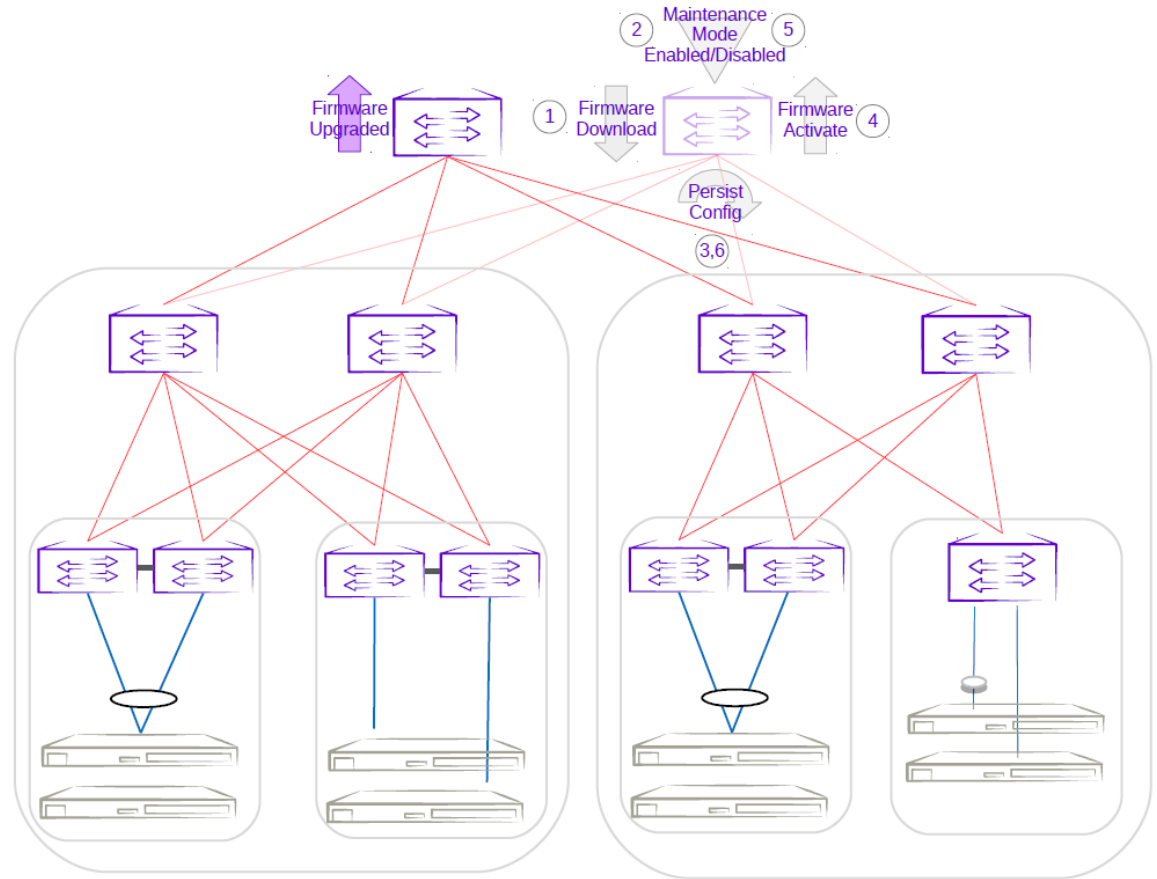 Maintenance
2
Mode
5
Enabled/Disabled
Firmware
Upgraded
1
Firmware
Download
Firmware
Activate
4
Persist
Config
3,6